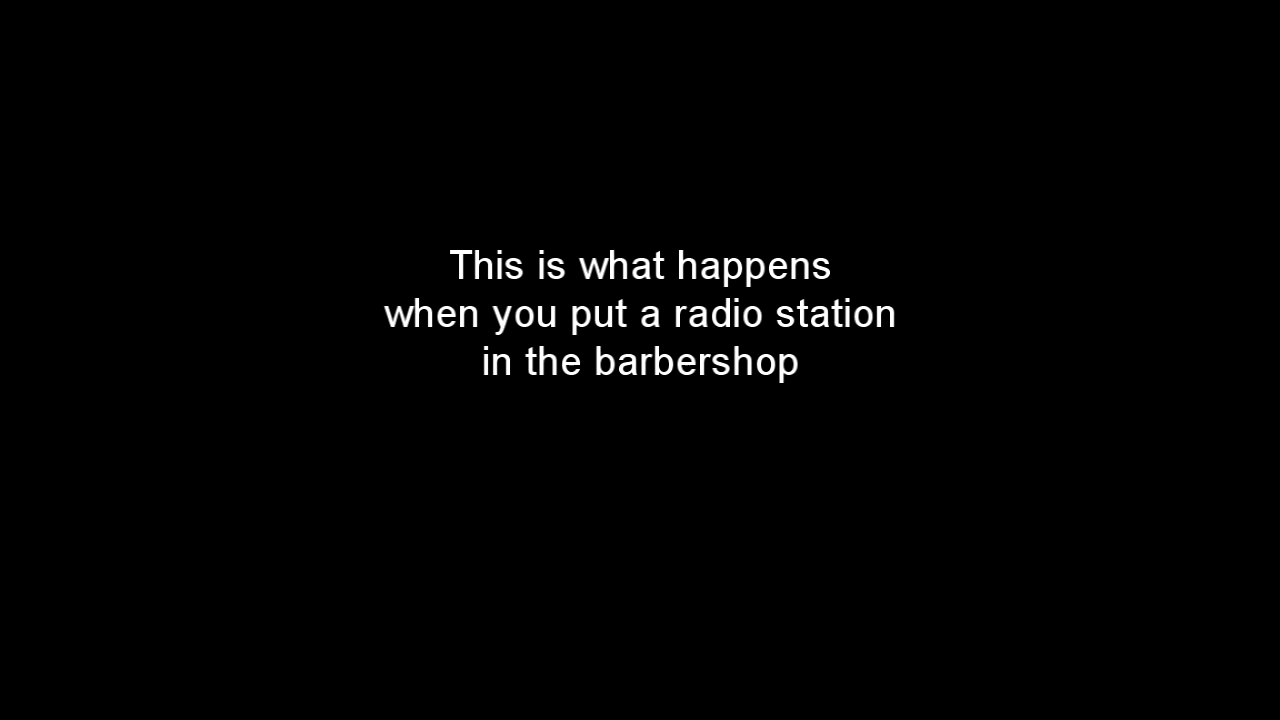 This is what happens
when you put a radio station
in the barbershop